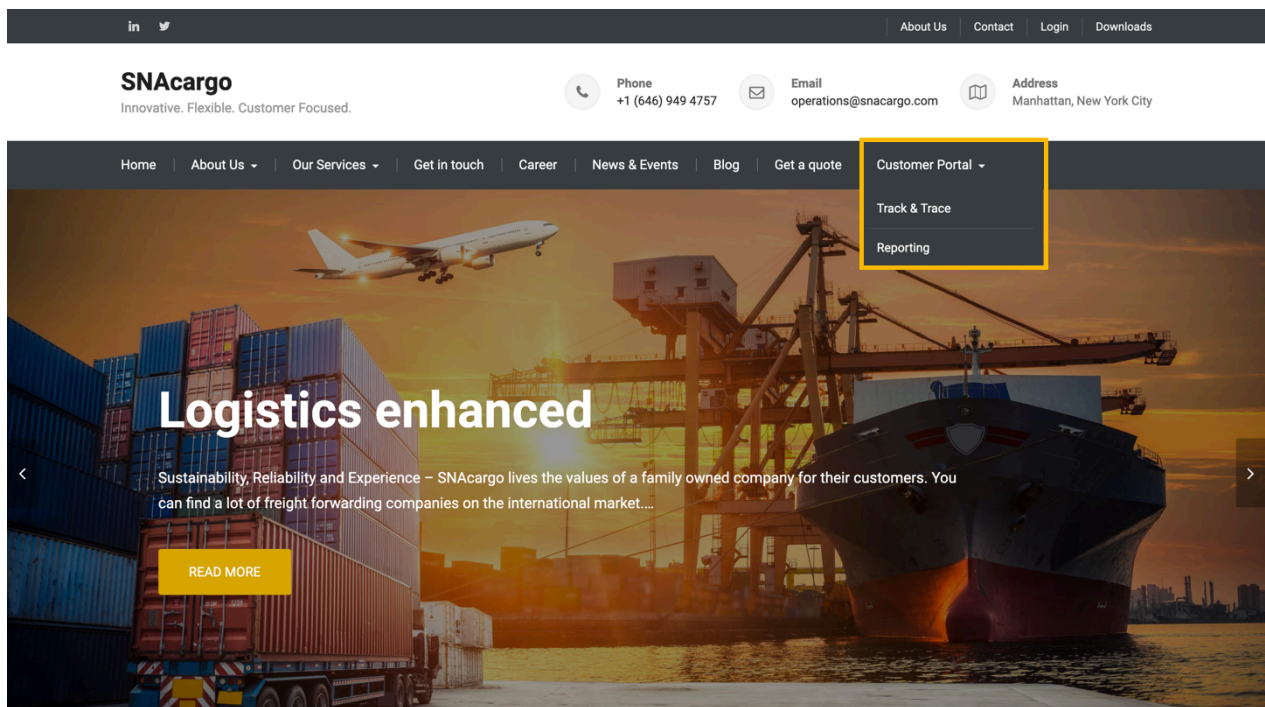 in
About Us
Contact
Login
Downloads
SNAcargo
Innovative. Flexible. Customer Focused.
Phone
+1 (646) 949 4757
Email
operations@snacargo.com
Address
Manhattan, New York City
Home
About Us
Our Services
Get in touch
Career
News & Events
Blog
Get a quote
Customer Portal
Track & Trace
Reporting
Logistics enhanced
Sustainability, Reliability and Experience – SNAcargo lives the values of a family owned company for their customers. You
can find a lot of freight forwarding companies on the international market....
READ MORE